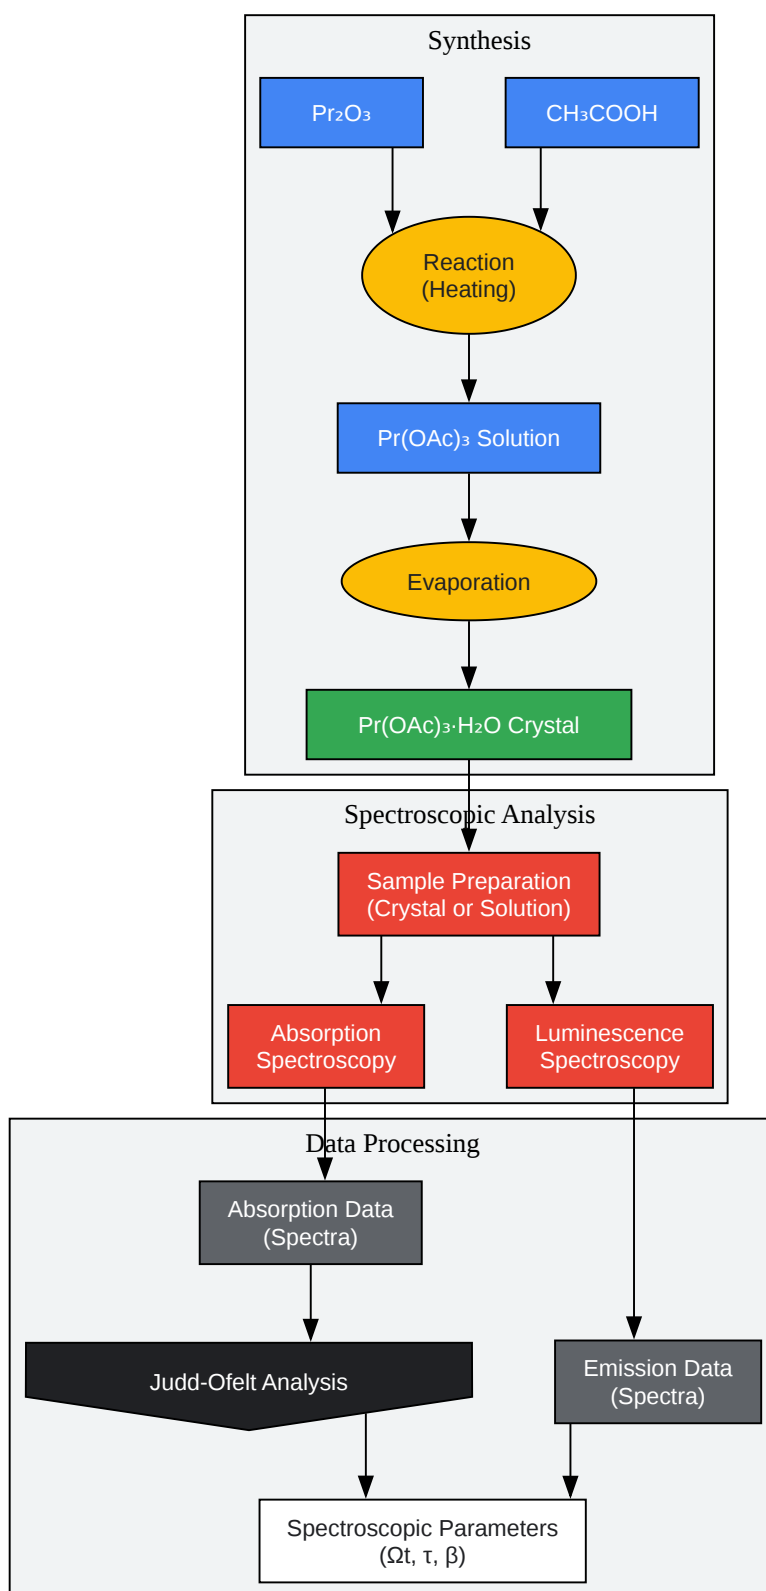 Synthesis
Pr₂O₃
CH₃COOH
Reaction
(Heating)
Pr(OAc)₃ Solution
Evaporation
Pr(OAc)₃·H₂O Crystal
Spectroscopic Analysis
Sample Preparation
(Crystal or Solution)
Absorption
Spectroscopy
Luminescence
Spectroscopy
Data Processing
Absorption Data
(Spectra)
Judd-Ofelt Analysis
Emission Data
(Spectra)
Spectroscopic Parameters
(Ωt, τ, β)